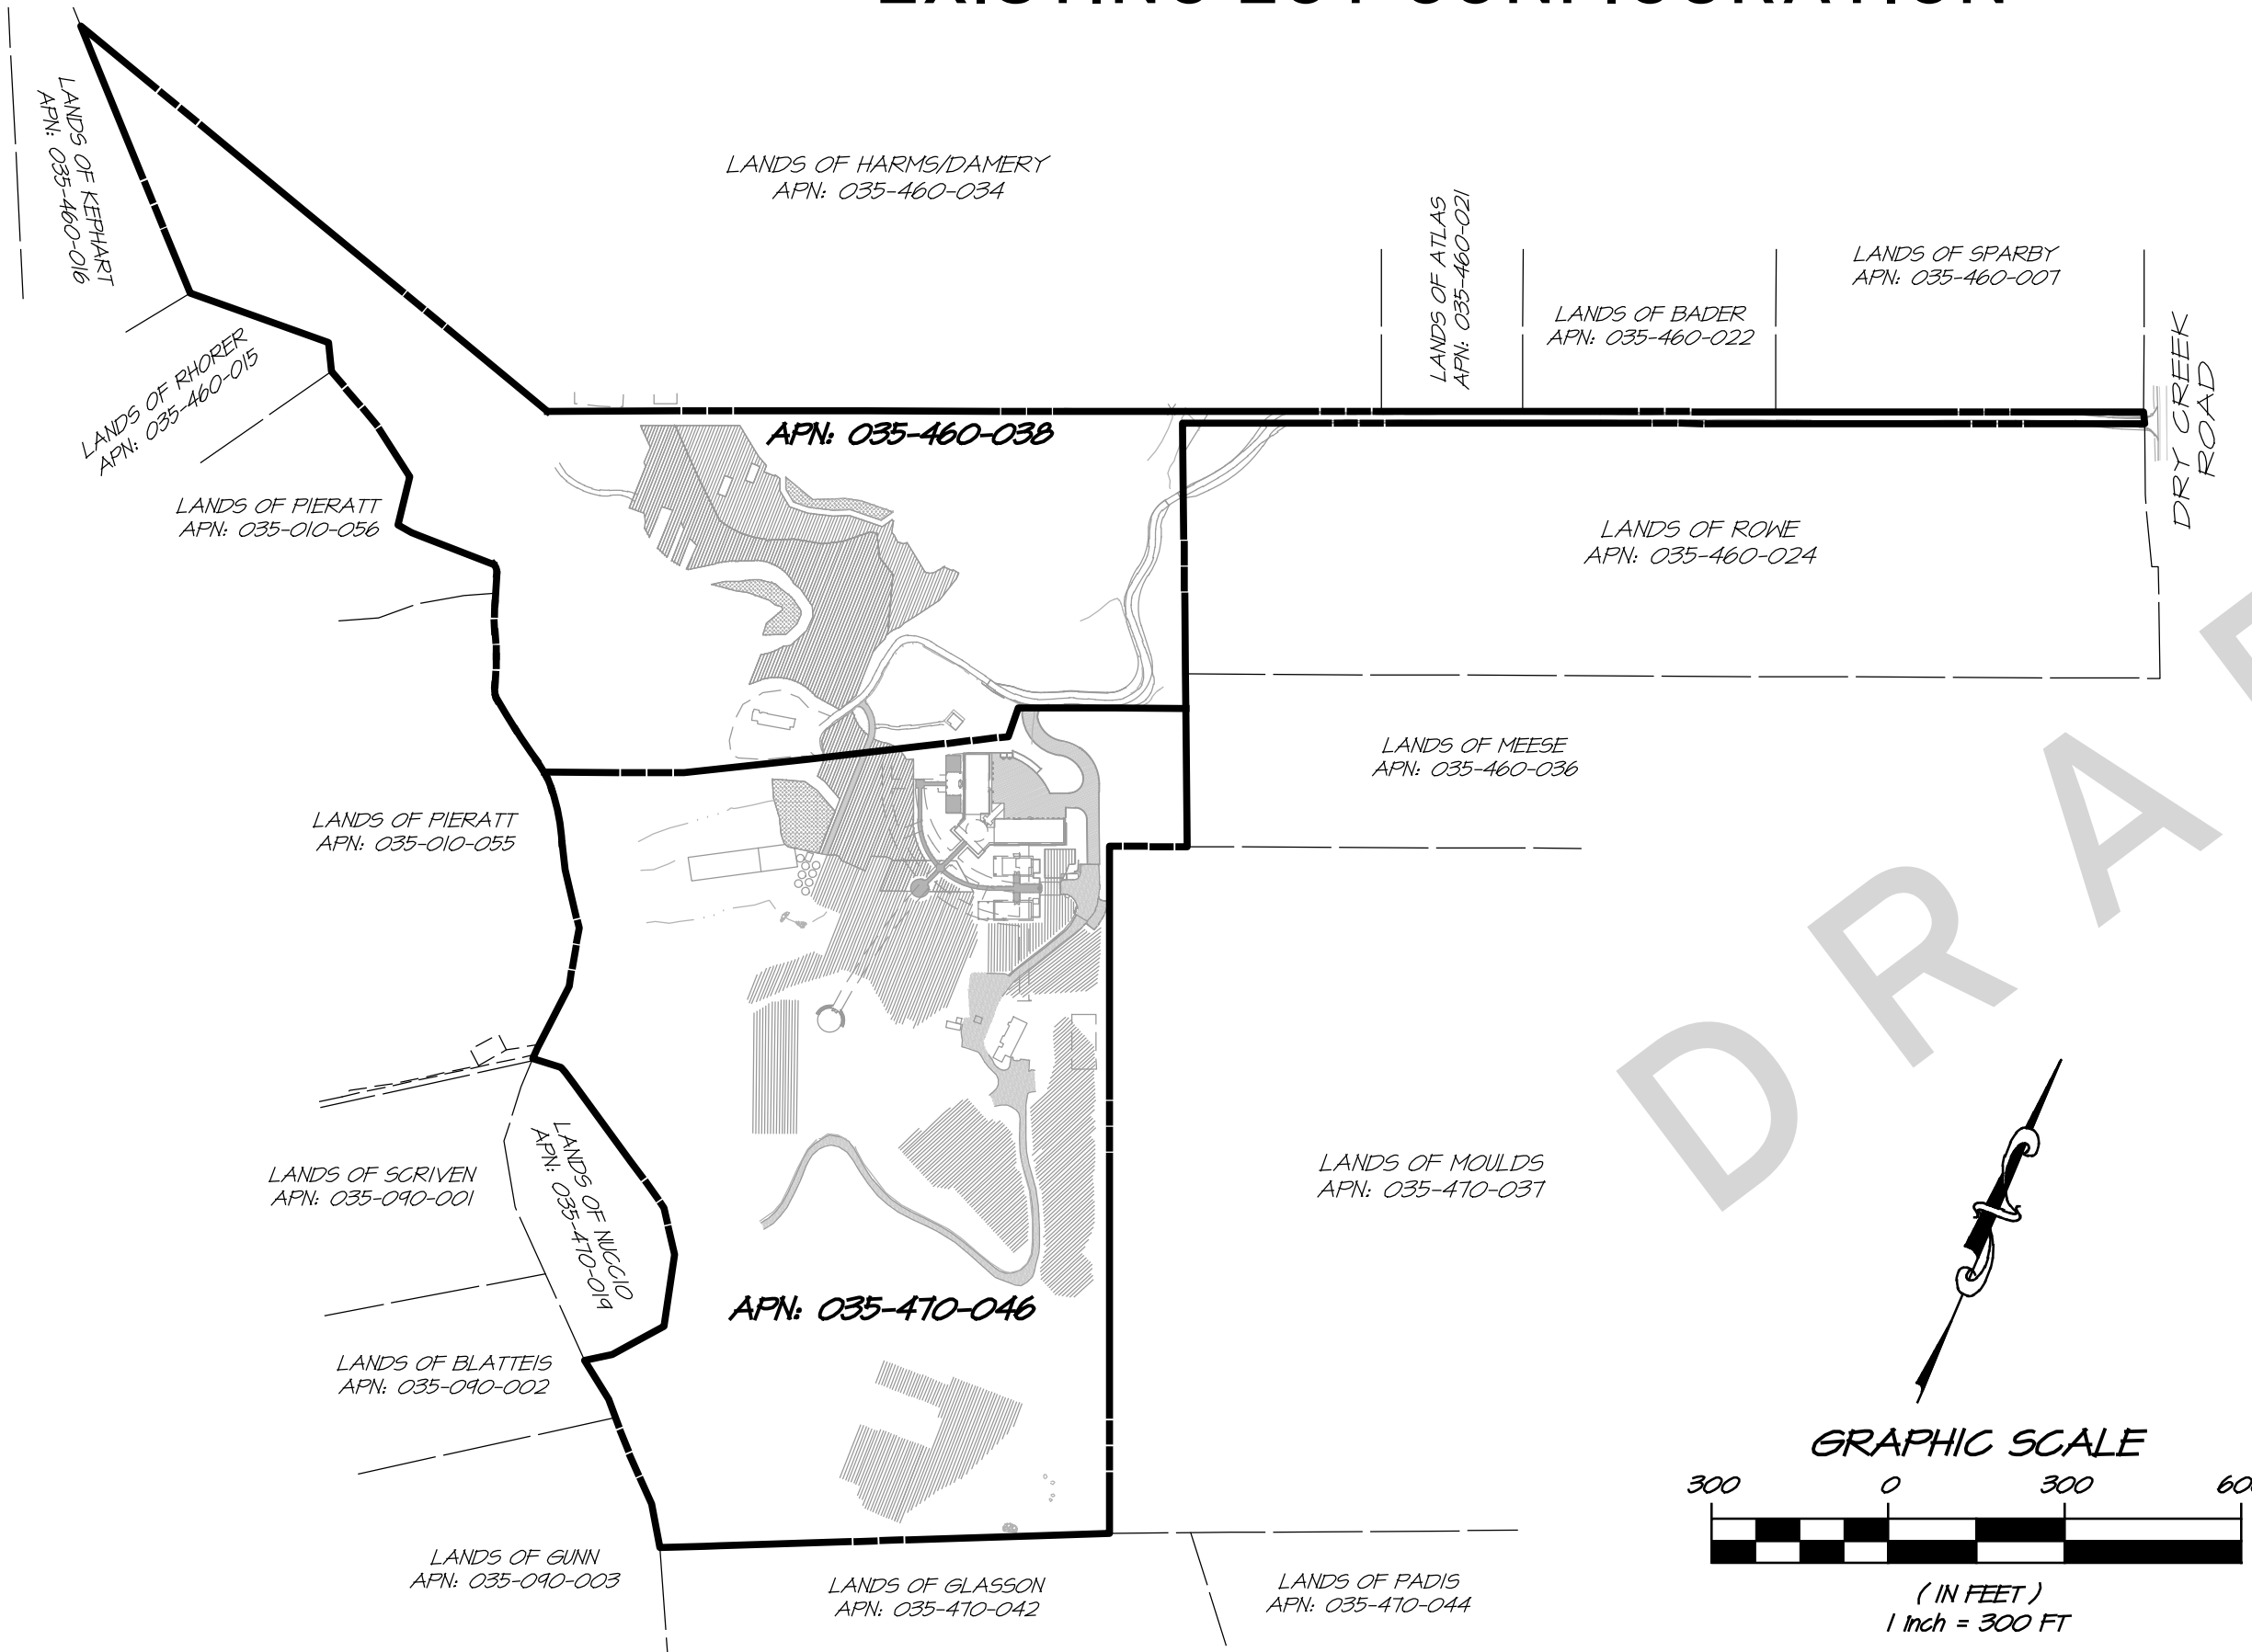 EXISTING LOT CONFIGURATION
LANDS OF KEPHART
APN: 035-460-016
LANDS OF HARMS/DAMERY
APN: 035-460-034
LANDS OF ATLAS
APN: 035-460-021
LANDS OF BADER
APN: 035-460-022
LANDS OF SPARBY
APN: 035-460-007
DRY CREEK
ROAD
LANDS OF RHORER
APN: 035-460-015
APN: 035-460-038
LANDS OF PIERATT
APN: 035-010-056
LANDS OF ROWE
APN: 035-460-024
LANDS OF MEESE
APN: 035-460-036
LANDS OF PIERATT
APN: 035-010-055
DRA
LANDS OF SCRIVEN
APN: 035-090-001
LANDS OF NUCCIO
APN: 035-470-019
LANDS OF MOULDS
APN: 035-470-037
APN: 035-470-046
LANDS OF BLATTEIS
APN: 035-090-002
LANDS OF GUNN
APN: 035-090-003
LANDS OF GLASSON
APN: 035-470-042
LANDS OF PADIS
APN: 035-470-044
GRAPHIC SCALE
300 0 300 600
( IN FEET )
1 Inch = 300 FT